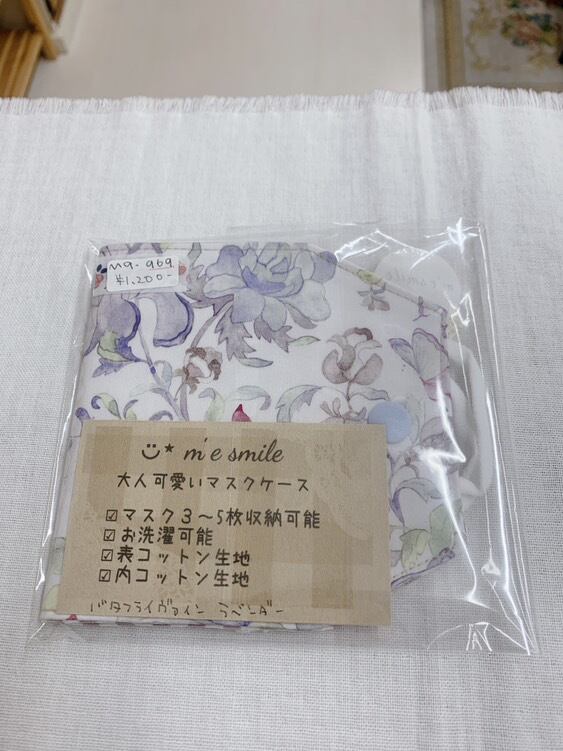 M9-969
¥1,200-
m'e smile
大人可愛いマスクケース
☑マスク3〜5枚収納可能
☑お洗濯可能
☑表コットン生地
☑内コットン生地
バタフライヴァイン ラベンダー